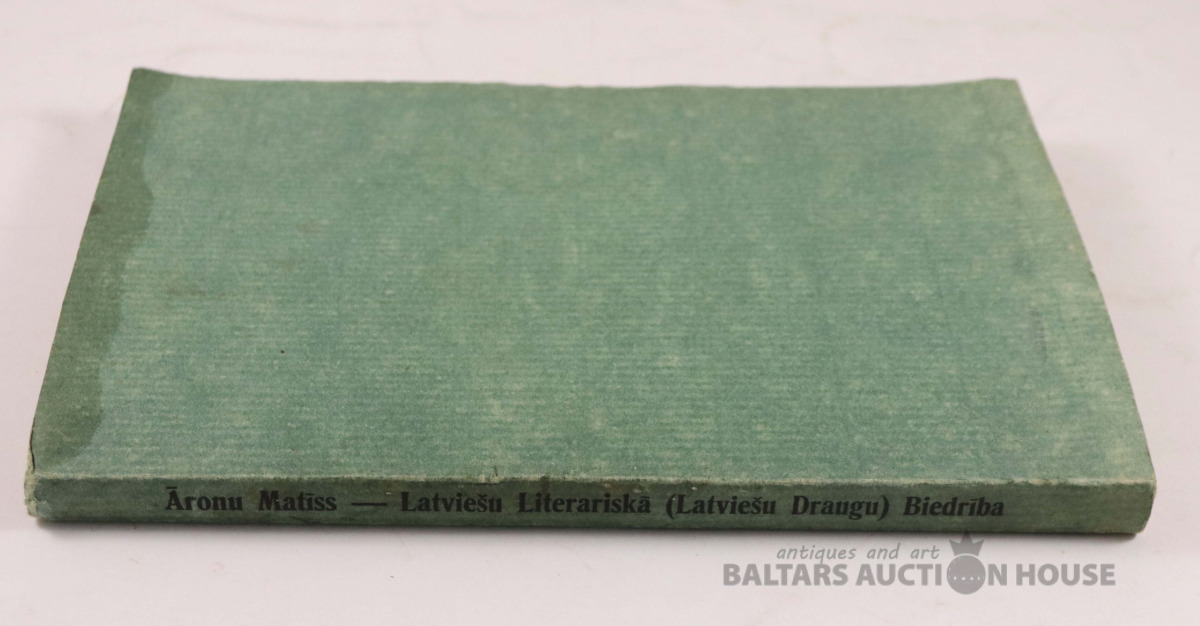 Āronu Matīss — Latviešu Literariskā (Latviešu Draugu) Biedrība
antiques and art
BALTARS AUCTION HOUSE